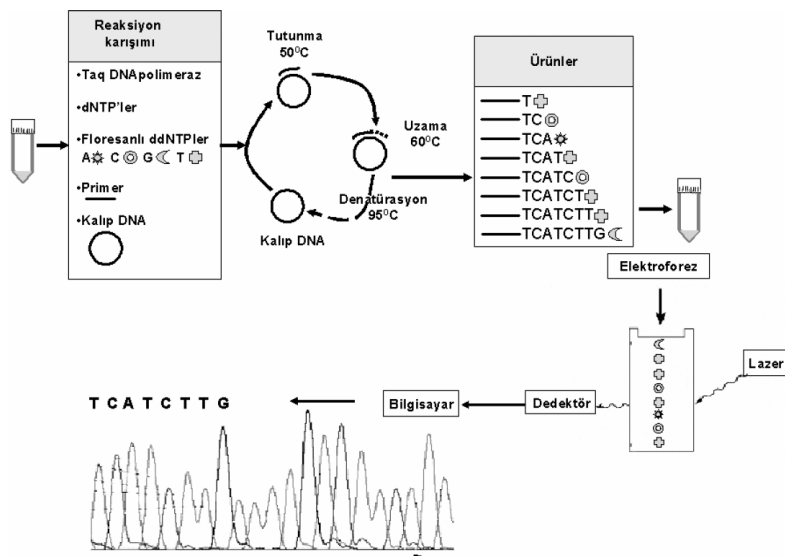 Reaksiyon
karışımı
•Taq DNApolimeraz
•dNTP'ler
•Floresanlı ddNTPler
A C G T
•Primer
•Kalıp DNA
Tutunma
50⁰C
Uzama
60⁰C
Denatürasyon
95⁰C
Kalıp DNA
Ürünler
T
TC
TCA
TCAT
TCATC
TCATCT
TCATCTT
TCATCTTG
Elektroforez
Lazer
Dedektör
Bilgisayar
T C A T C T T G